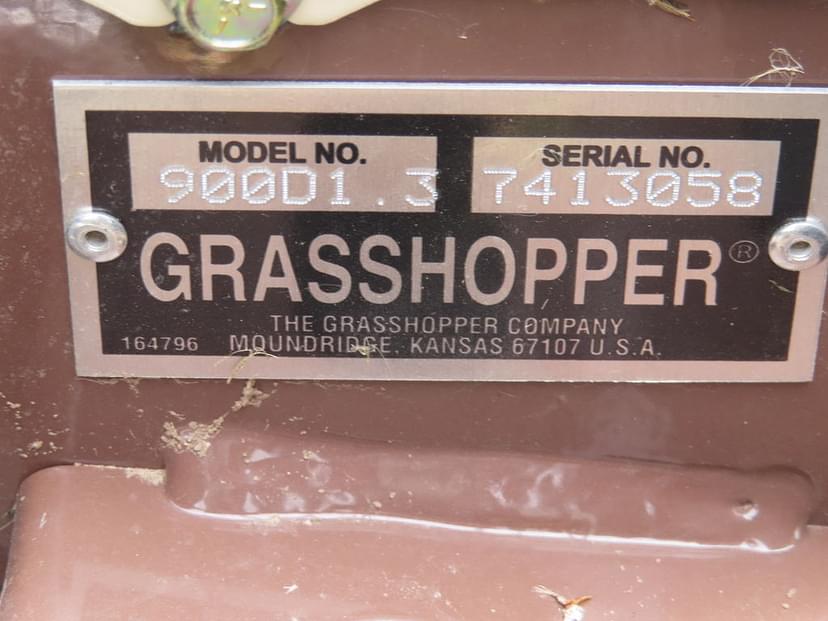 MODEL NO. SERIAL NO.
900D1.3 7413058
GRASSHOPPER®
THE GRASSHOPPER COMPANY
164796 MOUNDRIDGE, KANSAS 67107 U.S.A.